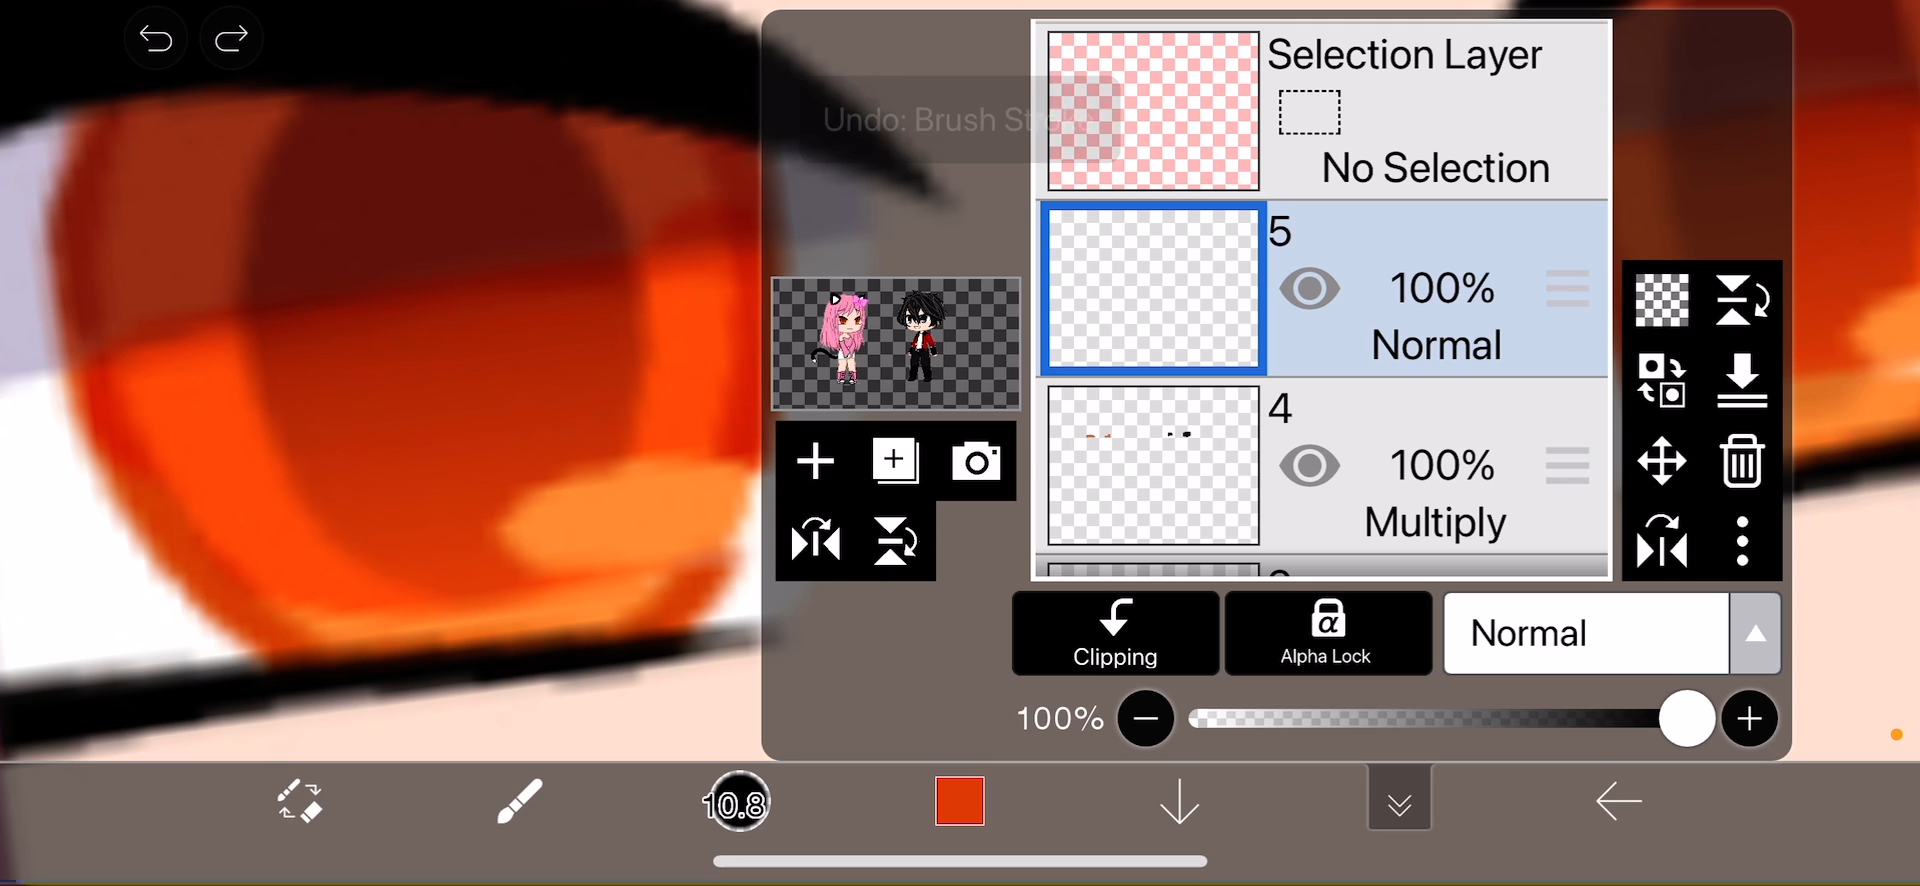 Selection Layer
Undo: Brush Stroke
No Selection
5
100%
Normal
4
100%
Multiply
α
Clipping
Alpha Lock
Normal
100%
10.8